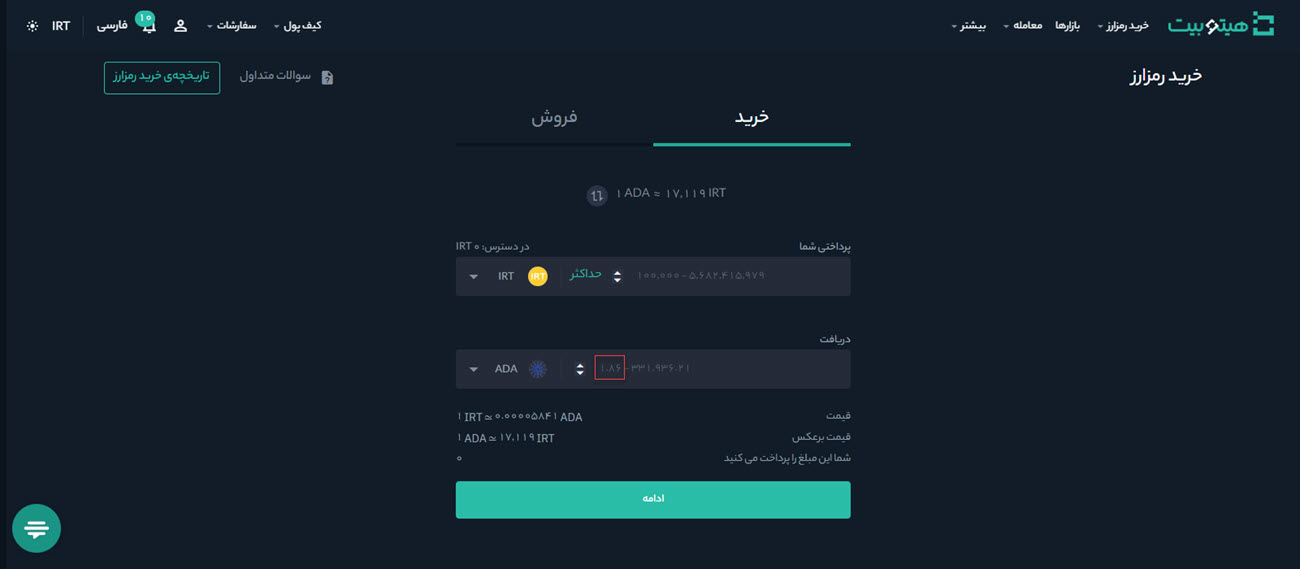 هیتوبیت
خرید رمزارز
بازارها
معامله
بیشتر
کیف پول
سفارشات
۱۰
فارسی
IRT
خرید رمزارز
سوالات متداول
تاریخچه‌ی خرید رمزارز
خرید
فروش
۱ ADA ≈ ۱۷,۱۱۹ IRT
پرداختی شما
در دسترس: ۰ IRT
۱۰۰,۰۰۰ - ۵,۶۸۲,۴۱۵,۹۷۹
حداکثر
IRT
IRT
دریافت
۱.۸۶ - ۳۳۱,۹۳۶.۲۱
ADA
قیمت
۱ IRT ≃ ۰.۰۰۰۰۵۸۴۱ ADA
قیمت برعکس
۱ ADA ≃ ۱۷,۱۱۹ IRT
شما این مبلغ را پرداخت می کنید
۰
ادامه